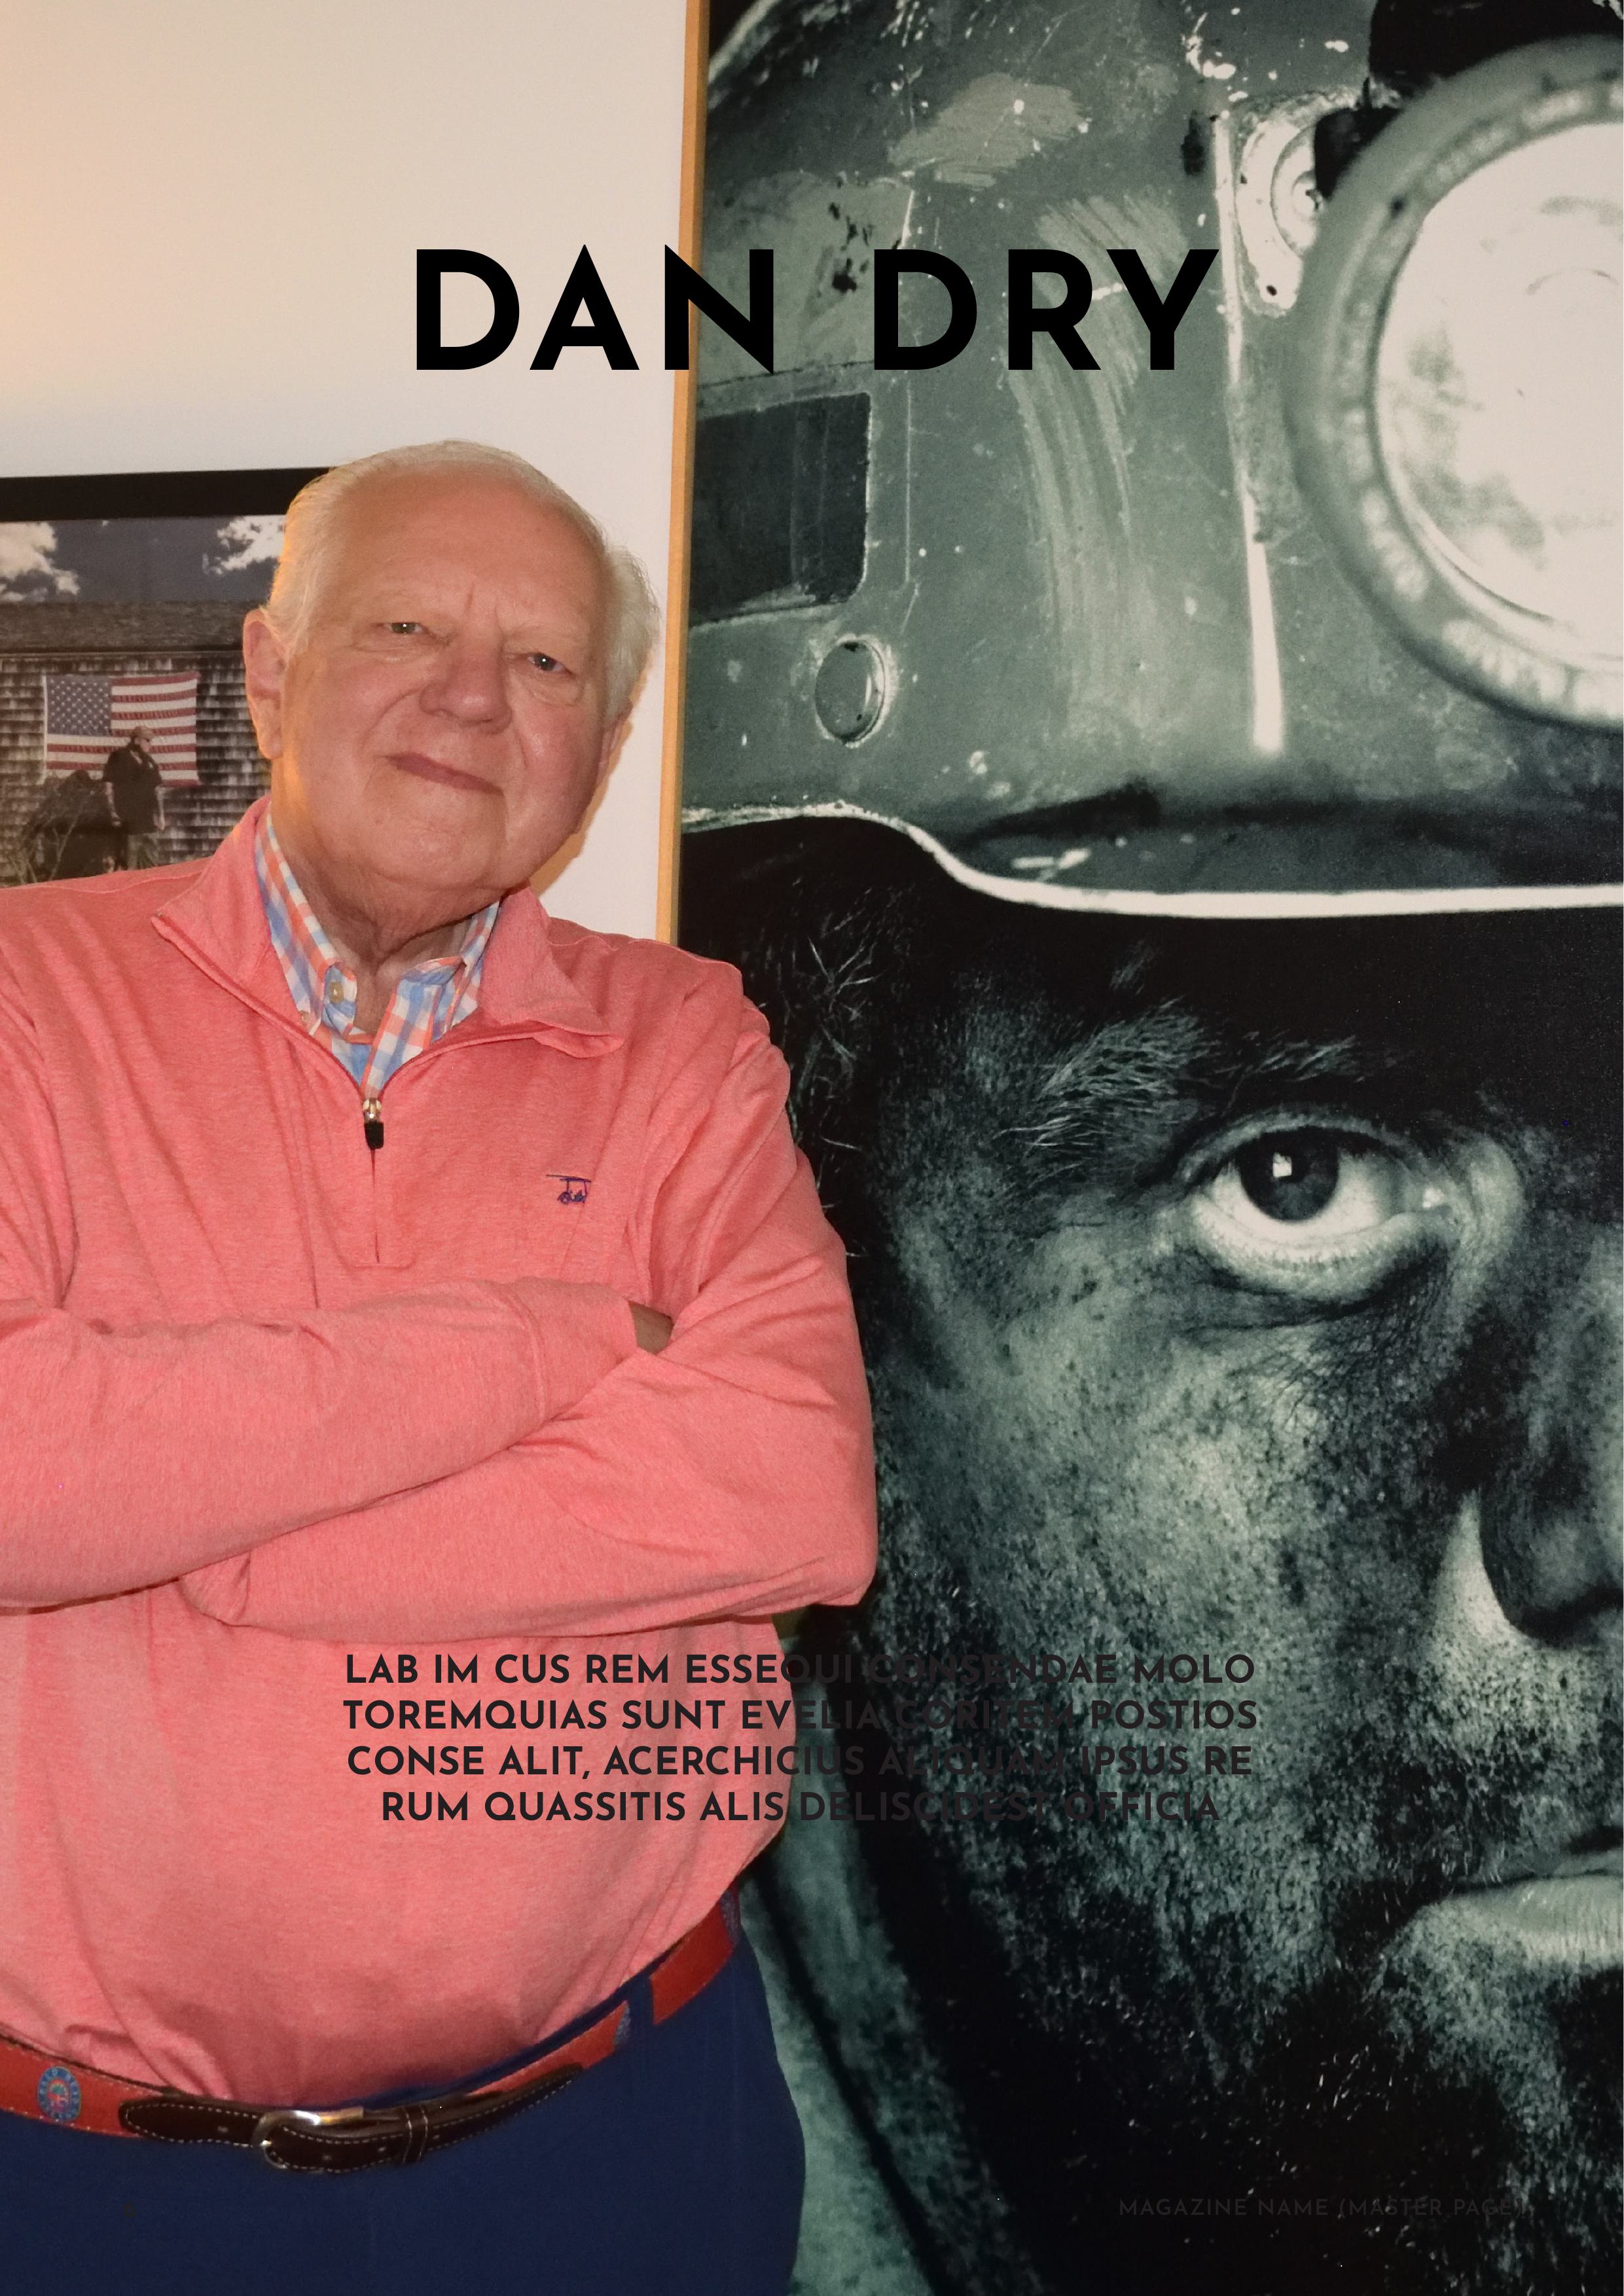 DAN DRY
LAB IM CUS REM ESSEQUI CONSENDAE MOLO
TOREMQUIAS SUNT EVELIA CORITEM POSTIOS
CONSE ALIT, ACERCHICIUS ALIQUAM IPSUS RE
RUM QUASSITIS ALIS DELISCIDEST OFFICIA
MAGAZINE NAME (MASTER PAGE)